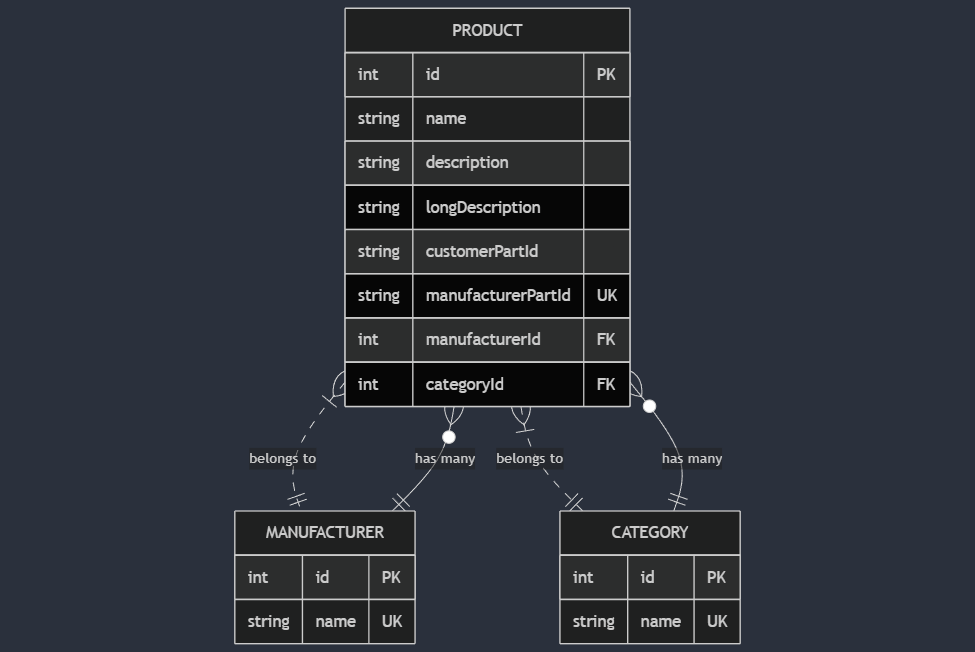 PRODUCT
int id PK
string name
string description
string longDescription
string customerPartId
string manufacturerPartId UK
int manufacturerId FK
int categoryId FK
belongs to has many belongs to has many
MANUFACTURER
int id PK
string name UK
CATEGORY
int id PK
string name UK